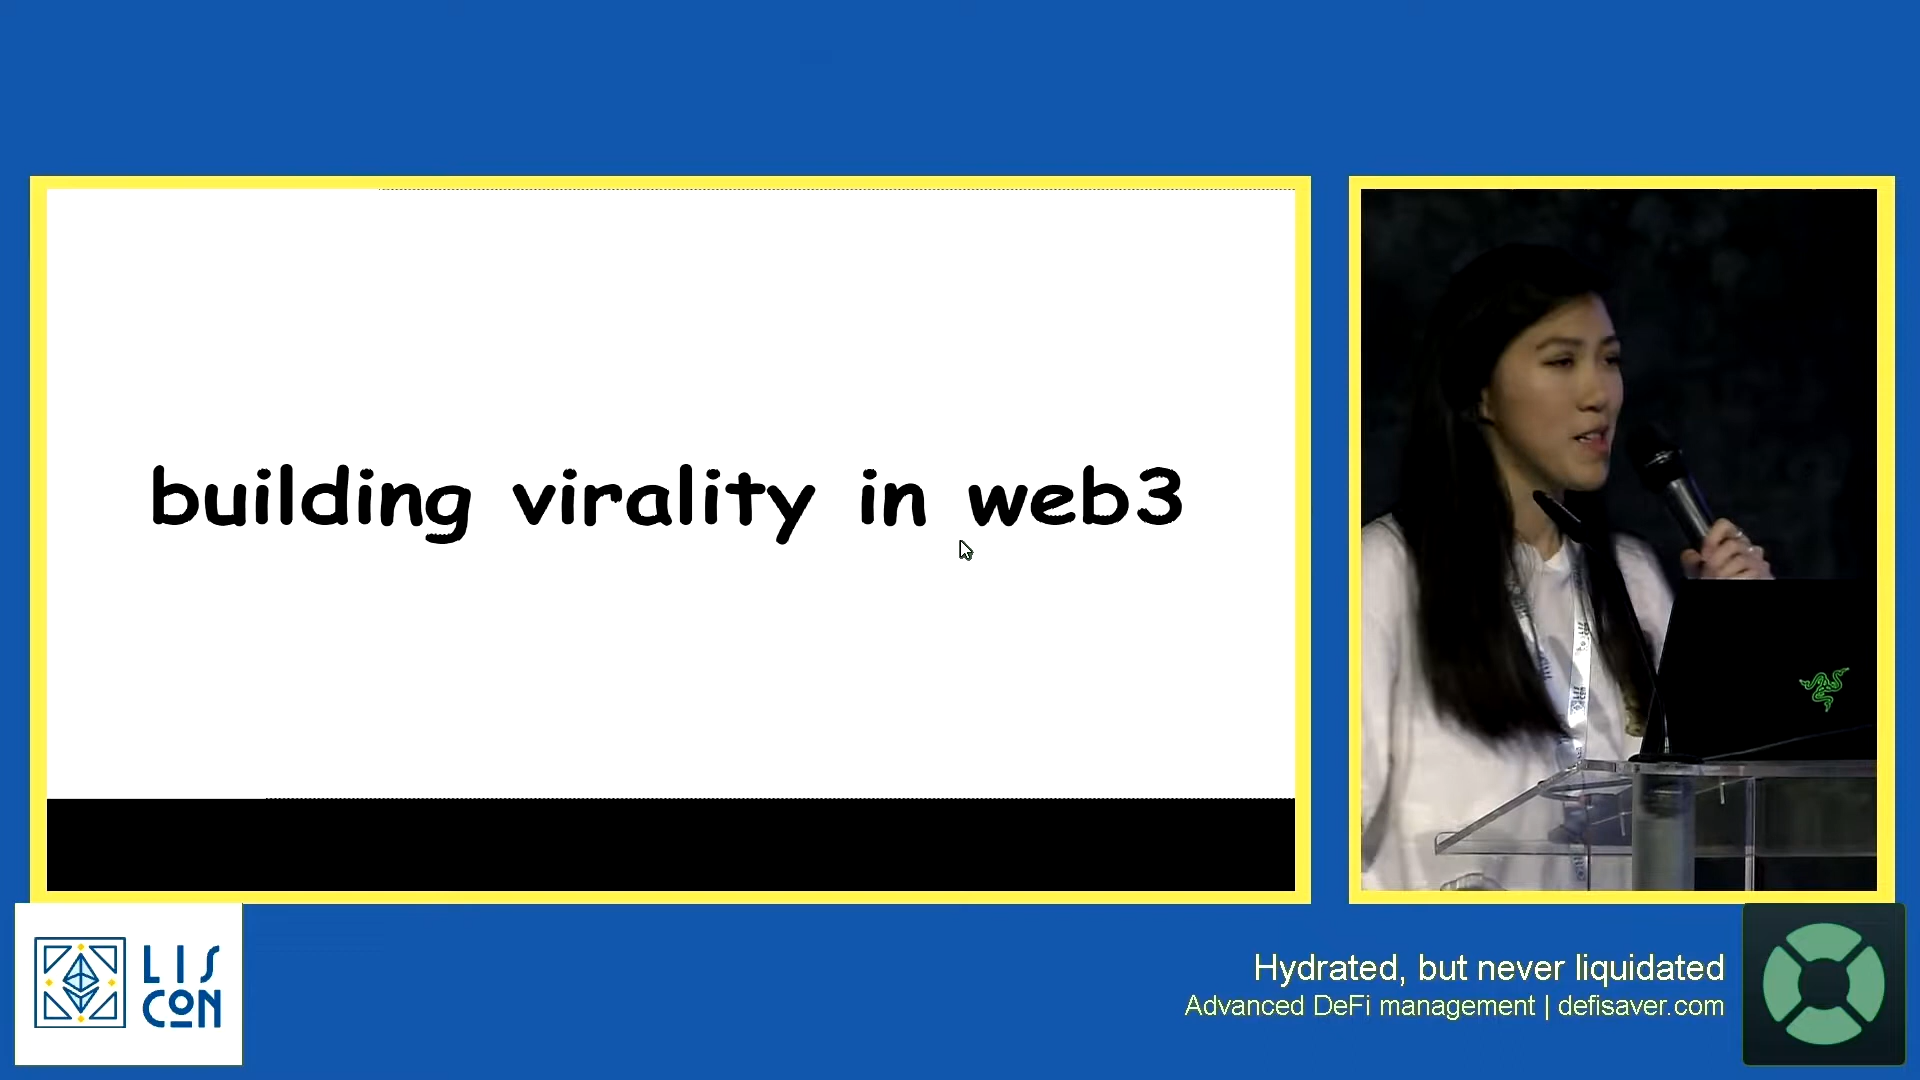 building virality in web3
LIS
CON
Hydrated, but never liquidated
Advanced DeFi management | defisaver.com